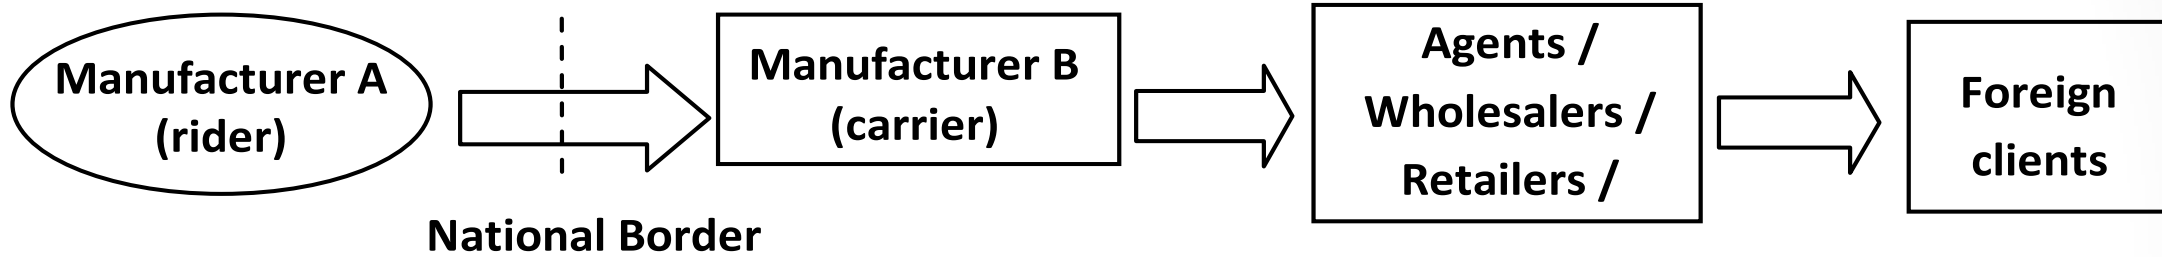 Manufacturer A
(rider)
National Border
Manufacturer B
(carrier)
Agents /
Wholesalers /
Retailers /
Foreign
clients